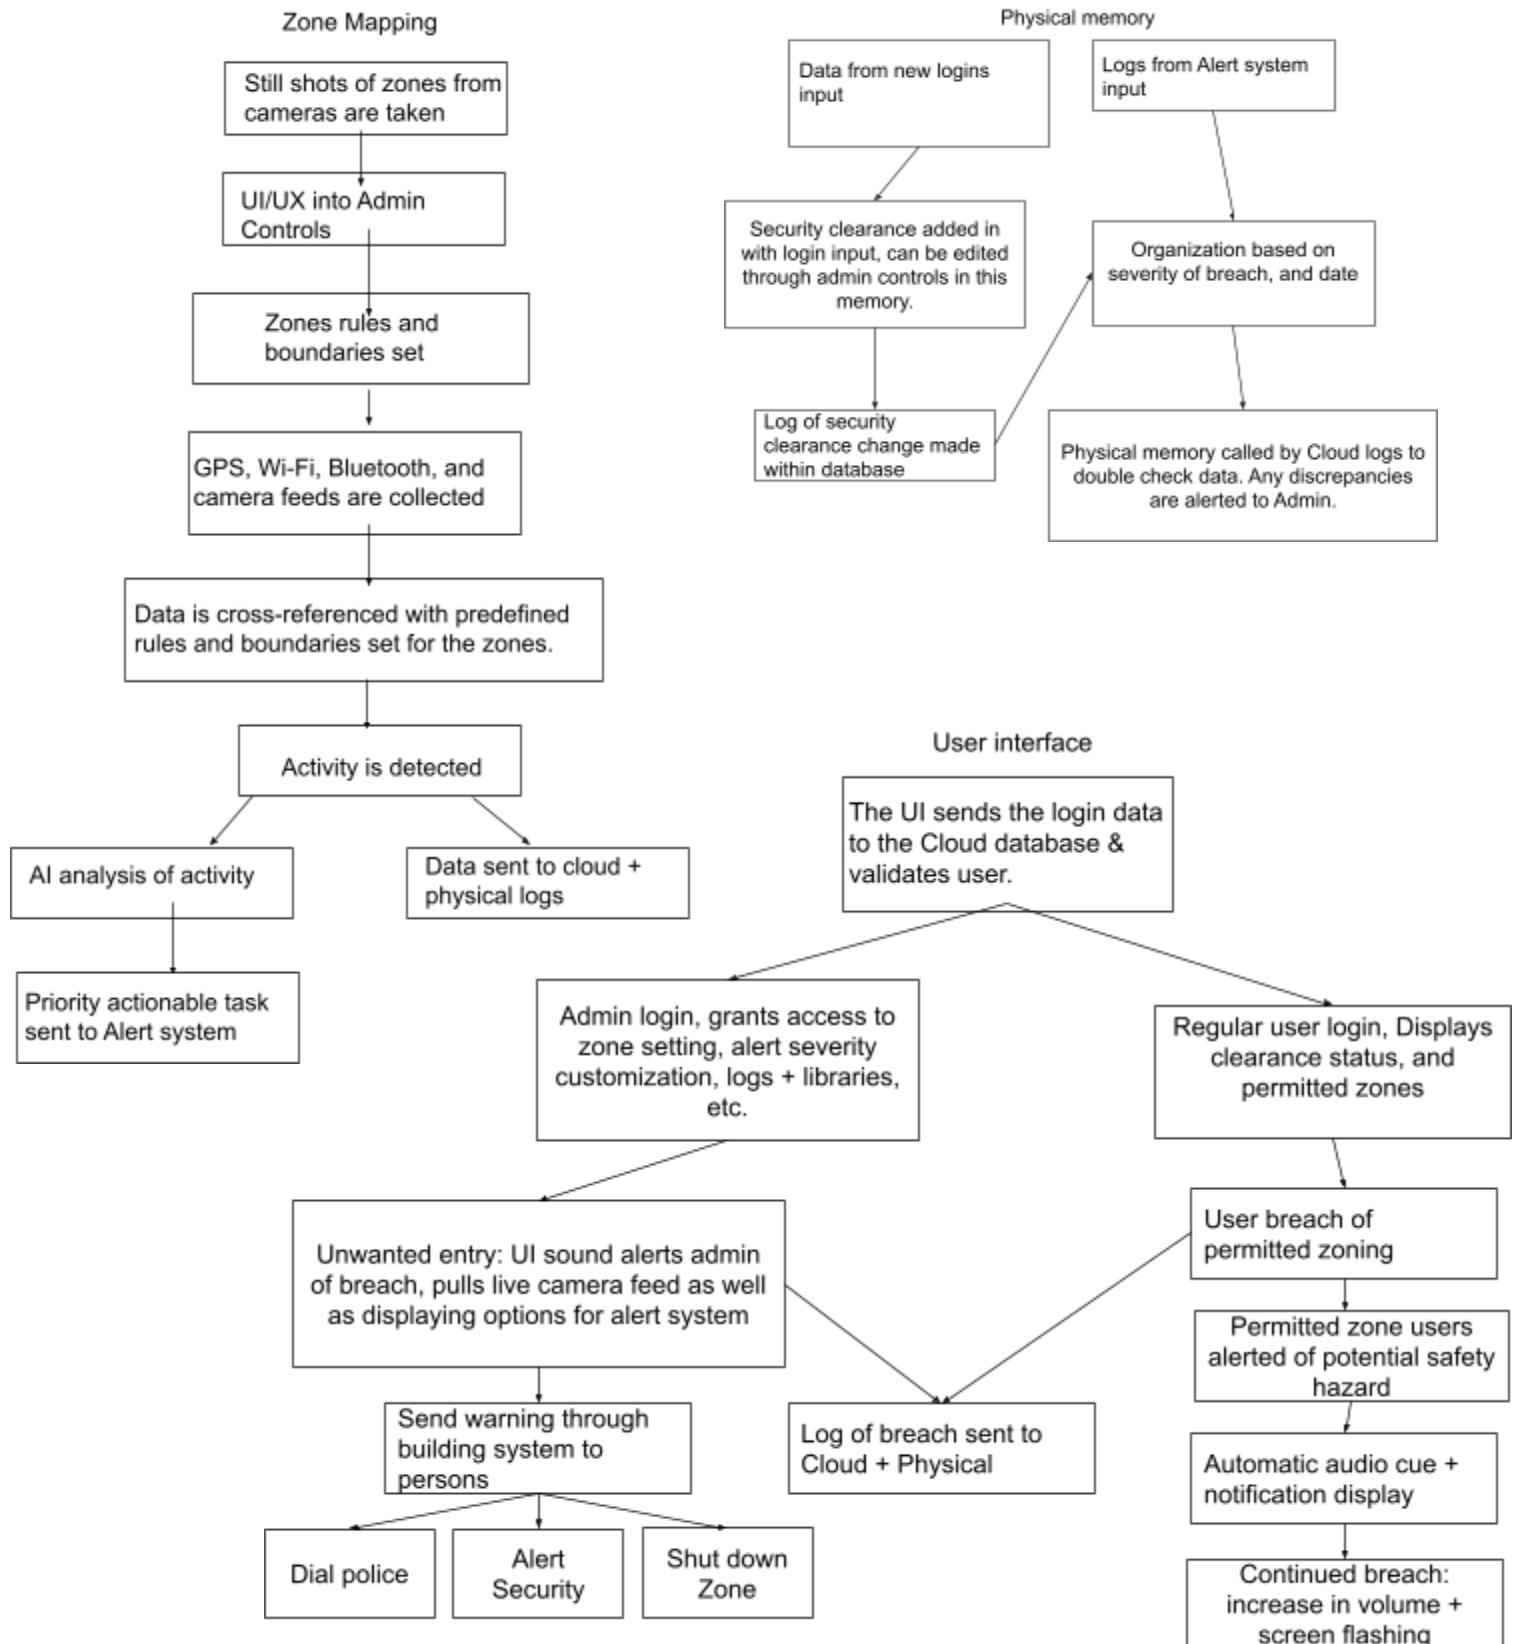 Zone Mapping
Still shots of zones from
cameras are taken
UI/UX into Admin
Controls
Zones rules and
boundaries set
GPS, Wi-Fi, Bluetooth, and
camera feeds are collected
Data is cross-referenced with predefined
rules and boundaries set for the zones.
Activity is detected
AI analysis of activity
Data sent to cloud +
physical logs
Priority actionable task
sent to Alert system
Physical memory
Data from new logins
input
Logs from Alert system
input
Security clearance added in
with login input, can be edited
through admin controls in this
memory.
Organization based on
severity of breach, and date
Log of security
clearance change made
within database
Physical memory called by Cloud logs to
double check data. Any discrepancies
are alerted to Admin.
User interface
The UI sends the login data
to the Cloud database &
validates user.
Admin login, grants access to
zone setting, alert severity
customization, logs + libraries,
etc.
Regular user login, Displays
clearance status, and
permitted zones
Unwanted entry: UI sound alerts admin
of breach, pulls live camera feed as well
as displaying options for alert system
User breach of
permitted zoning
Permitted zone users
alerted of potential safety
hazard
Send warning through
building system to
persons
Log of breach sent to
Cloud + Physical
Automatic audio cue +
notification display
Dial police
Alert
Security
Shut down
Zone
Continued breach:
increase in volume +
screen flashing